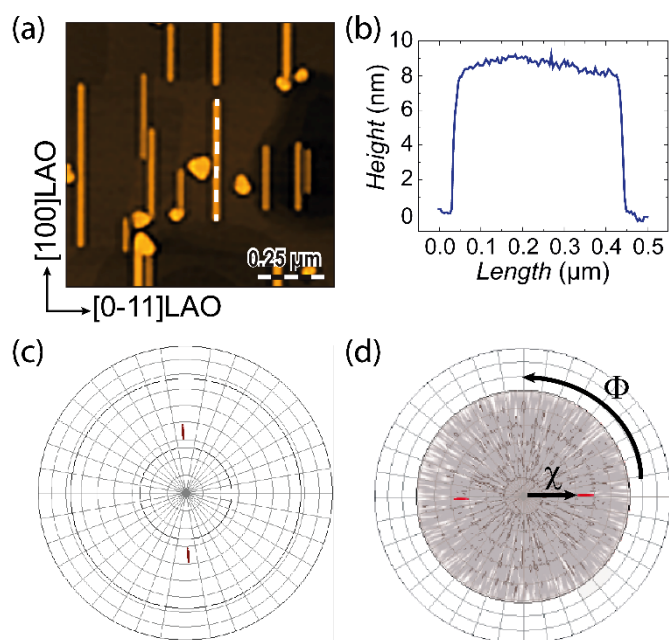 (a)
[100]LAO
[0-11]LAO
0.25 μm
(b)
Height (nm)
10
8
6
4
2
0
0.0 0.1 0.2 0.3 0.4 0.5
Length (μm)
(c)
(d)
Φ
χ